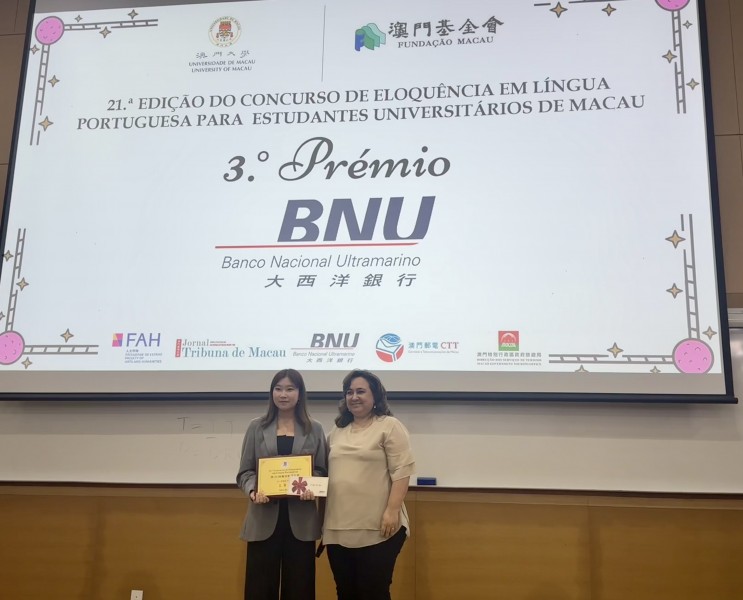 澳門大學
UNIVERSIDADE DE MACAU
UNIVERSITY OF MACAU
澳門基金會
FUNDAÇÃO MACAU
21.ª EDIÇÃO DO CONCURSO DE ELOQUÊNCIA EM LÍNGUA
PORTUGUESA PARA ESTUDANTES UNIVERSITÁRIOS DE MACAU
3.º Prémio
BNU
Banco Nacional Ultramarino
大西洋銀行
FAH
Jornal
Tribuna de Macau
BNU
Banco Nacional Ultramarino
大西洋銀行
澳門郵電 CTT